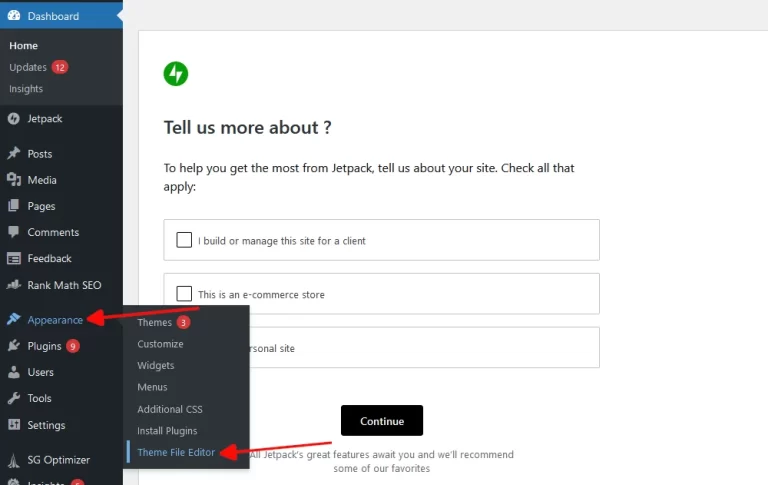 Dashboard
Home
Updates 12
Insights
Jetpack
Posts
Media
Pages
Comments
Feedback
Rank Math SEO
Appearance
Plugins 9
Users
Tools
Settings
SG Optimizer
Insights
Themes 3
Customize
Widgets
Menus
Additional CSS
Install Plugins
Theme File Editor
Tell us more about ?
To help you get the most from Jetpack, tell us about your site. Check all that
apply:
I build or manage this site for a client
This is an e-commerce store
rsonal site
Continue
All Jetpack's great features await you and we'll recommend
some of our favorites